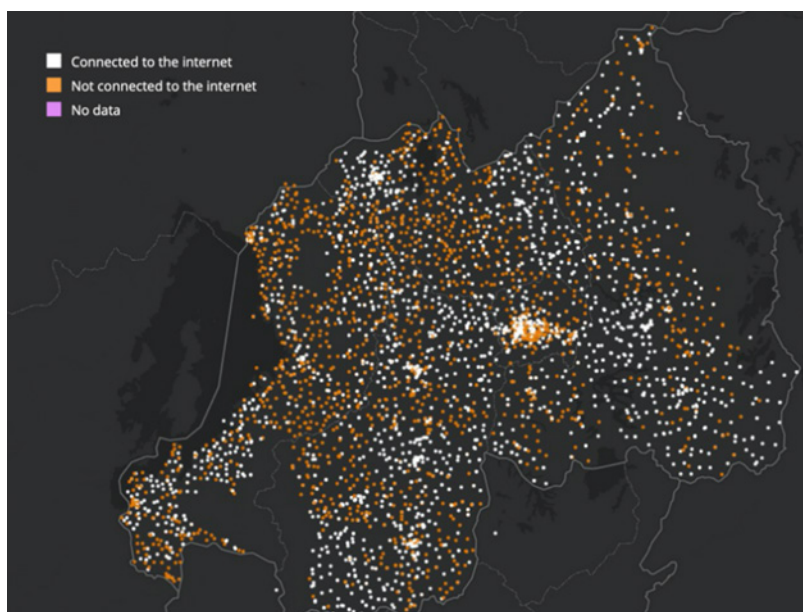 Connected to the internet
Not connected to the internet
No data